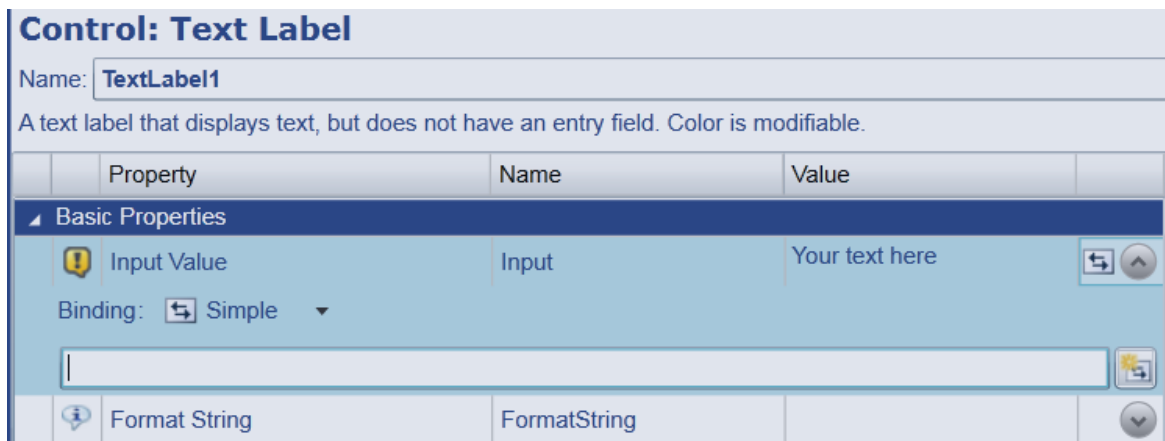 Control: Text Label
Name: TextLabel1
A text label that displays text, but does not have an entry field. Color is modifiable.
Property Name Value
Basic Properties
Input Value Input Your text here
Binding: Simple
Format String FormatString